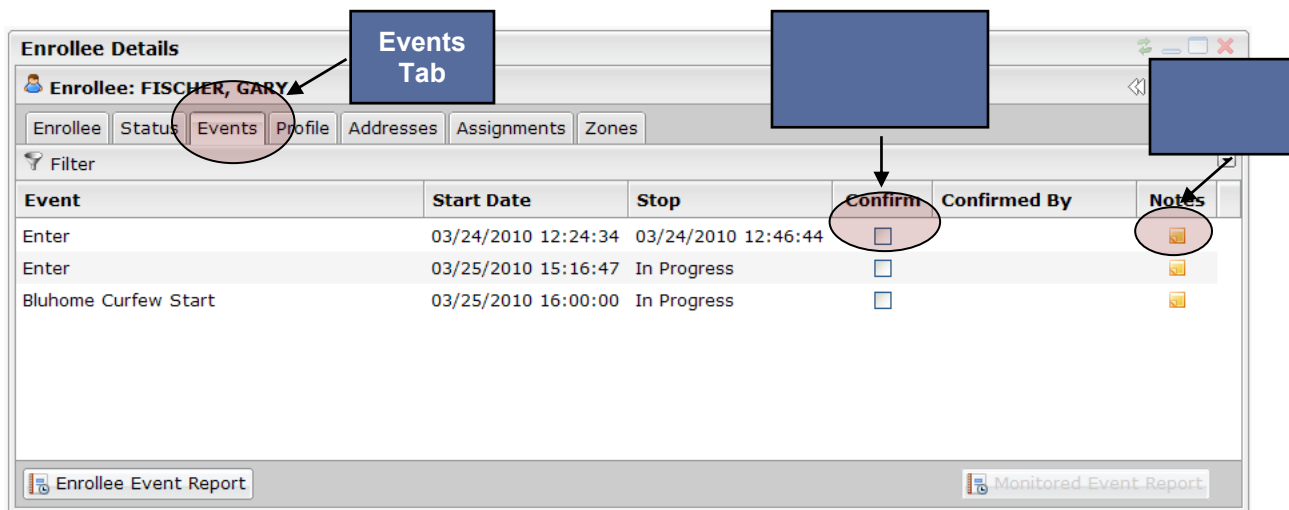 Enrollee Details
Events
Tab
Enrollee: FISCHER, GARY
Enrollee Status Events Profile Addresses Assignments Zones
Filter
Event Start Date Stop Confirm Confirmed By Notes
Enter 03/24/2010 12:24:34 03/24/2010 12:46:44
Enter 03/25/2010 15:16:47 In Progress
Bluhome Curfew Start 03/25/2010 16:00:00 In Progress
Enrollee Event Report Monitored Event Report